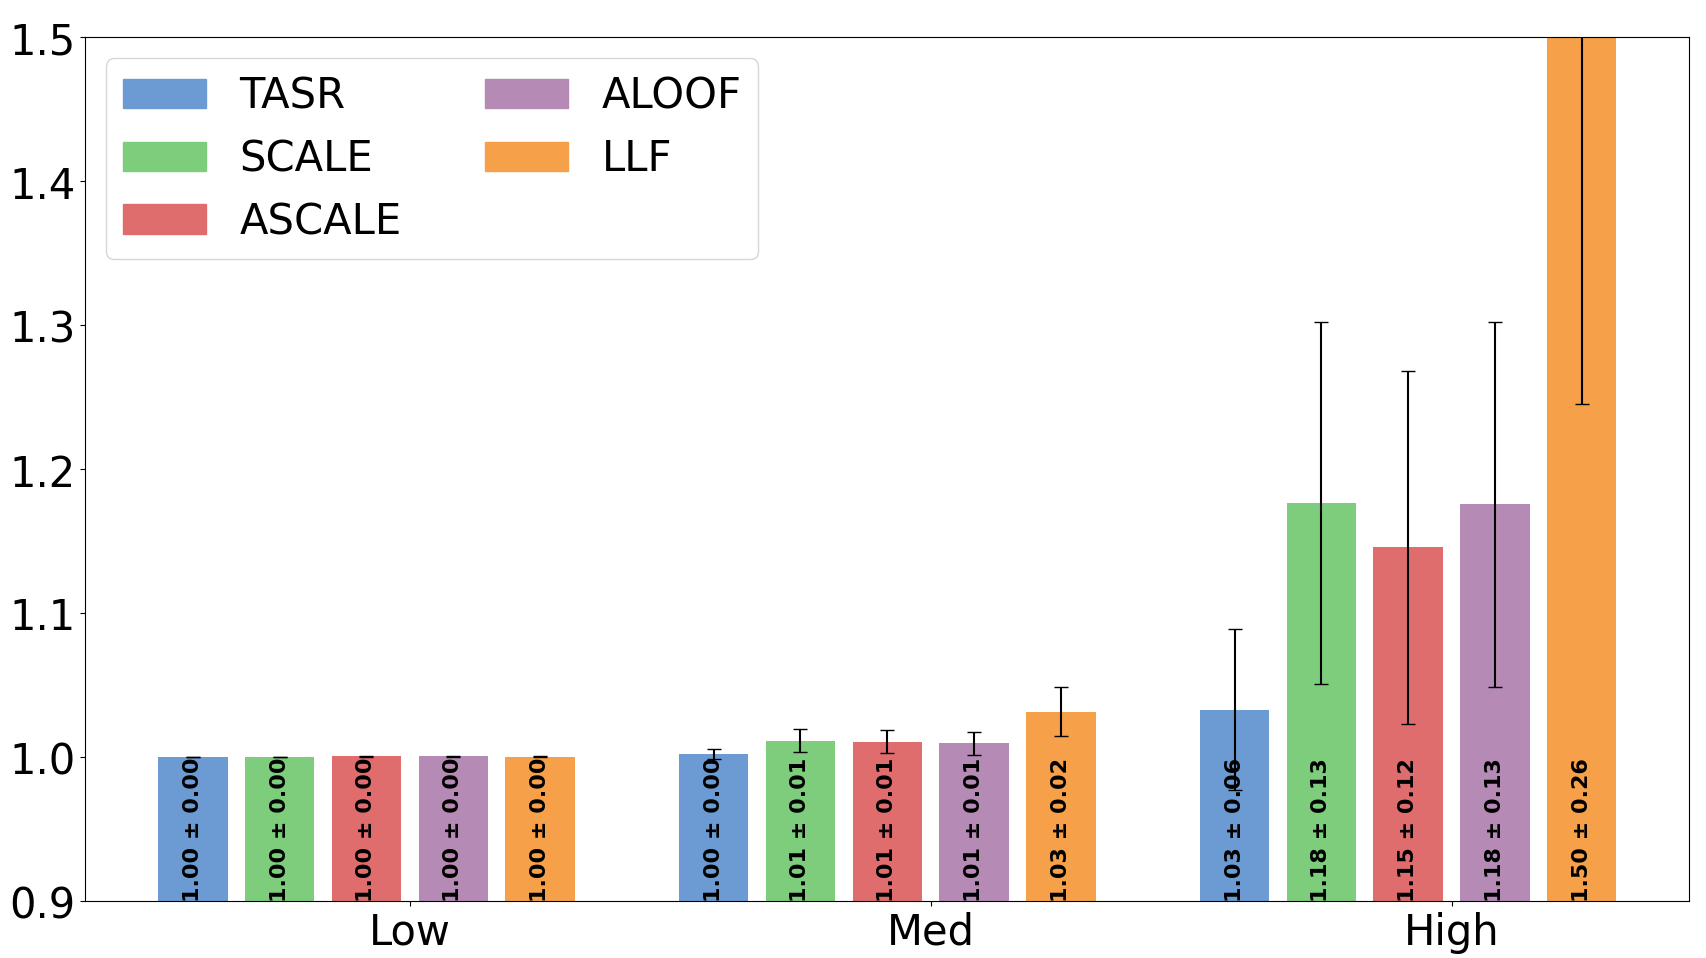 1.5
1.4
1.3
1.2
1.1
1.0
0.9
TASR
SCALE
ASCALE
ALOOF
LLF
1.00 ± 0.00
1.00 ± 0.00
1.00 ± 0.00
1.00 ± 0.00
1.00 ± 0.00
1.00 ± 0.00
1.01 ± 0.01
1.01 ± 0.01
1.01 ± 0.01
1.03 ± 0.02
1.03 ± 0.06
1.18 ± 0.13
1.15 ± 0.12
1.18 ± 0.13
1.50 ± 0.26
Low
Med
High